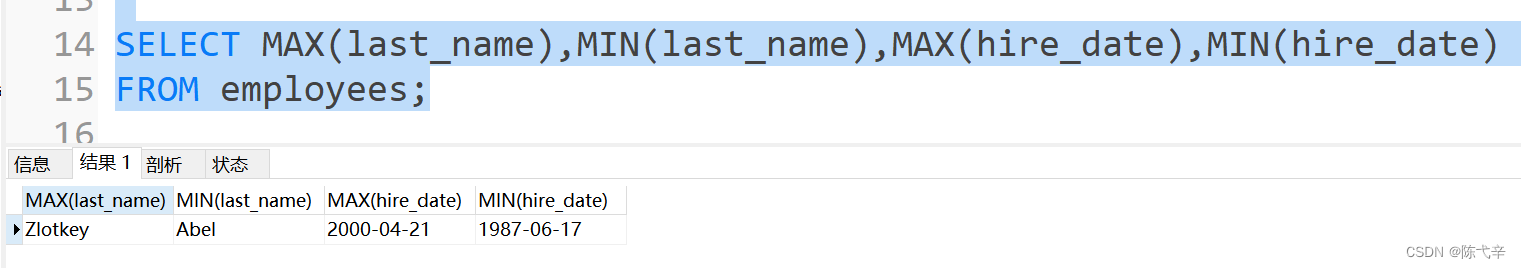 13
14 SELECT MAX(last_name),MIN(last_name),MAX(hire_date),MIN(hire_date)
15 FROM employees;
16
信息 结果 1 剖析 状态
MAX(last_name) MIN(last_name) MAX(hire_date) MIN(hire_date)
Zlotkey Abel 2000-04-21 1987-06-17
CSDN @陈弋辛